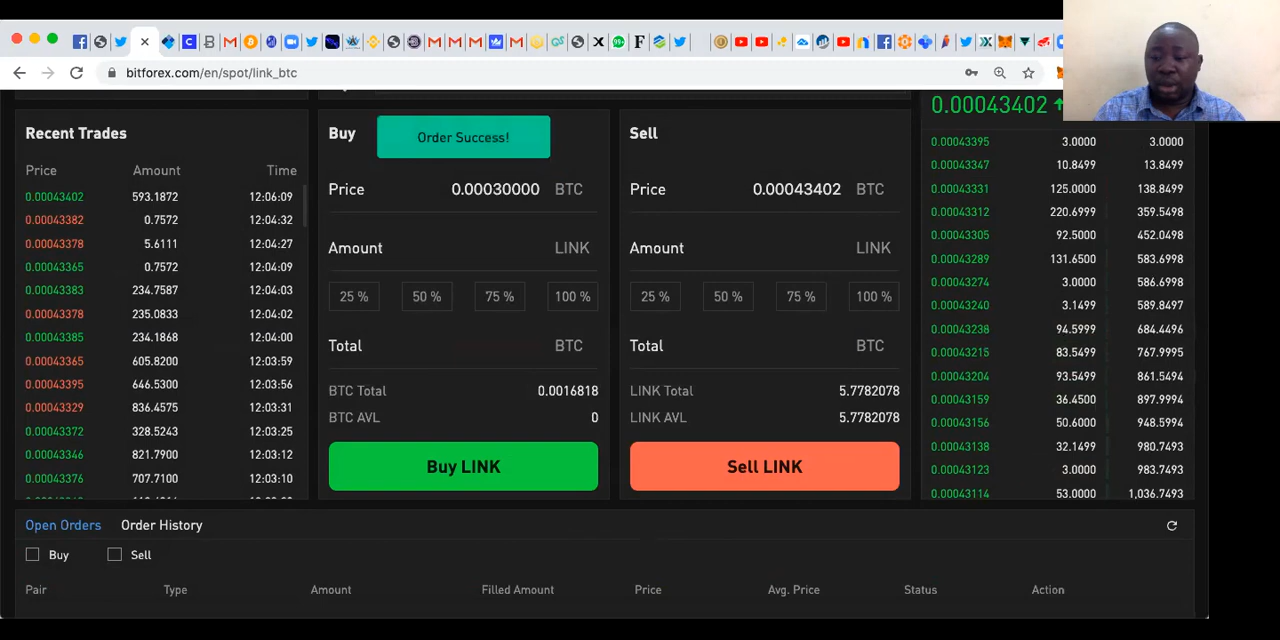 bitforex.com/en/spot/link_btc
0.00043402
Recent Trades
Price Amount Time
0.00043402 593.1872 12:06:09
0.00043382 0.7572 12:04:32
0.00043378 5.6111 12:04:27
0.00043365 0.7572 12:04:09
0.00043383 234.7587 12:04:03
0.00043378 235.0833 12:04:02
0.00043385 234.1868 12:04:00
0.00043365 605.8200 12:03:59
0.00043395 646.5300 12:03:56
0.00043329 836.4575 12:03:31
0.00043372 328.5243 12:03:25
0.00043346 821.7900 12:03:12
0.00043376 707.7100 12:03:10
Buy
Order Success!
Price 0.00030000 BTC
Amount LINK
25 % 50 % 75 % 100 %
Total BTC
BTC Total 0.0016818
BTC AVL 0
Buy LINK
Sell
Price 0.00043402 BTC
Amount LINK
25 % 50 % 75 % 100 %
Total BTC
LINK Total 5.7782078
LINK AVL 5.7782078
Sell LINK
0.00043395 3.0000 3.0000
0.00043347 10.8499 13.8499
0.00043331 125.0000 138.8499
0.00043312 220.6999 359.5498
0.00043305 92.5000 452.0498
0.00043289 131.6500 583.6998
0.00043274 3.0000 586.6998
0.00043240 3.1499 589.8497
0.00043238 94.5999 684.4496
0.00043215 83.5499 767.9995
0.00043204 93.5499 861.5494
0.00043159 36.4500 897.9994
0.00043156 50.6000 948.5994
0.00043138 32.1499 980.7493
0.00043123 3.0000 983.7493
0.00043114 53.0000 1,036.7493
Open Orders Order History
Buy Sell
Pair Type Amount Filled Amount Price Avg. Price Status Action